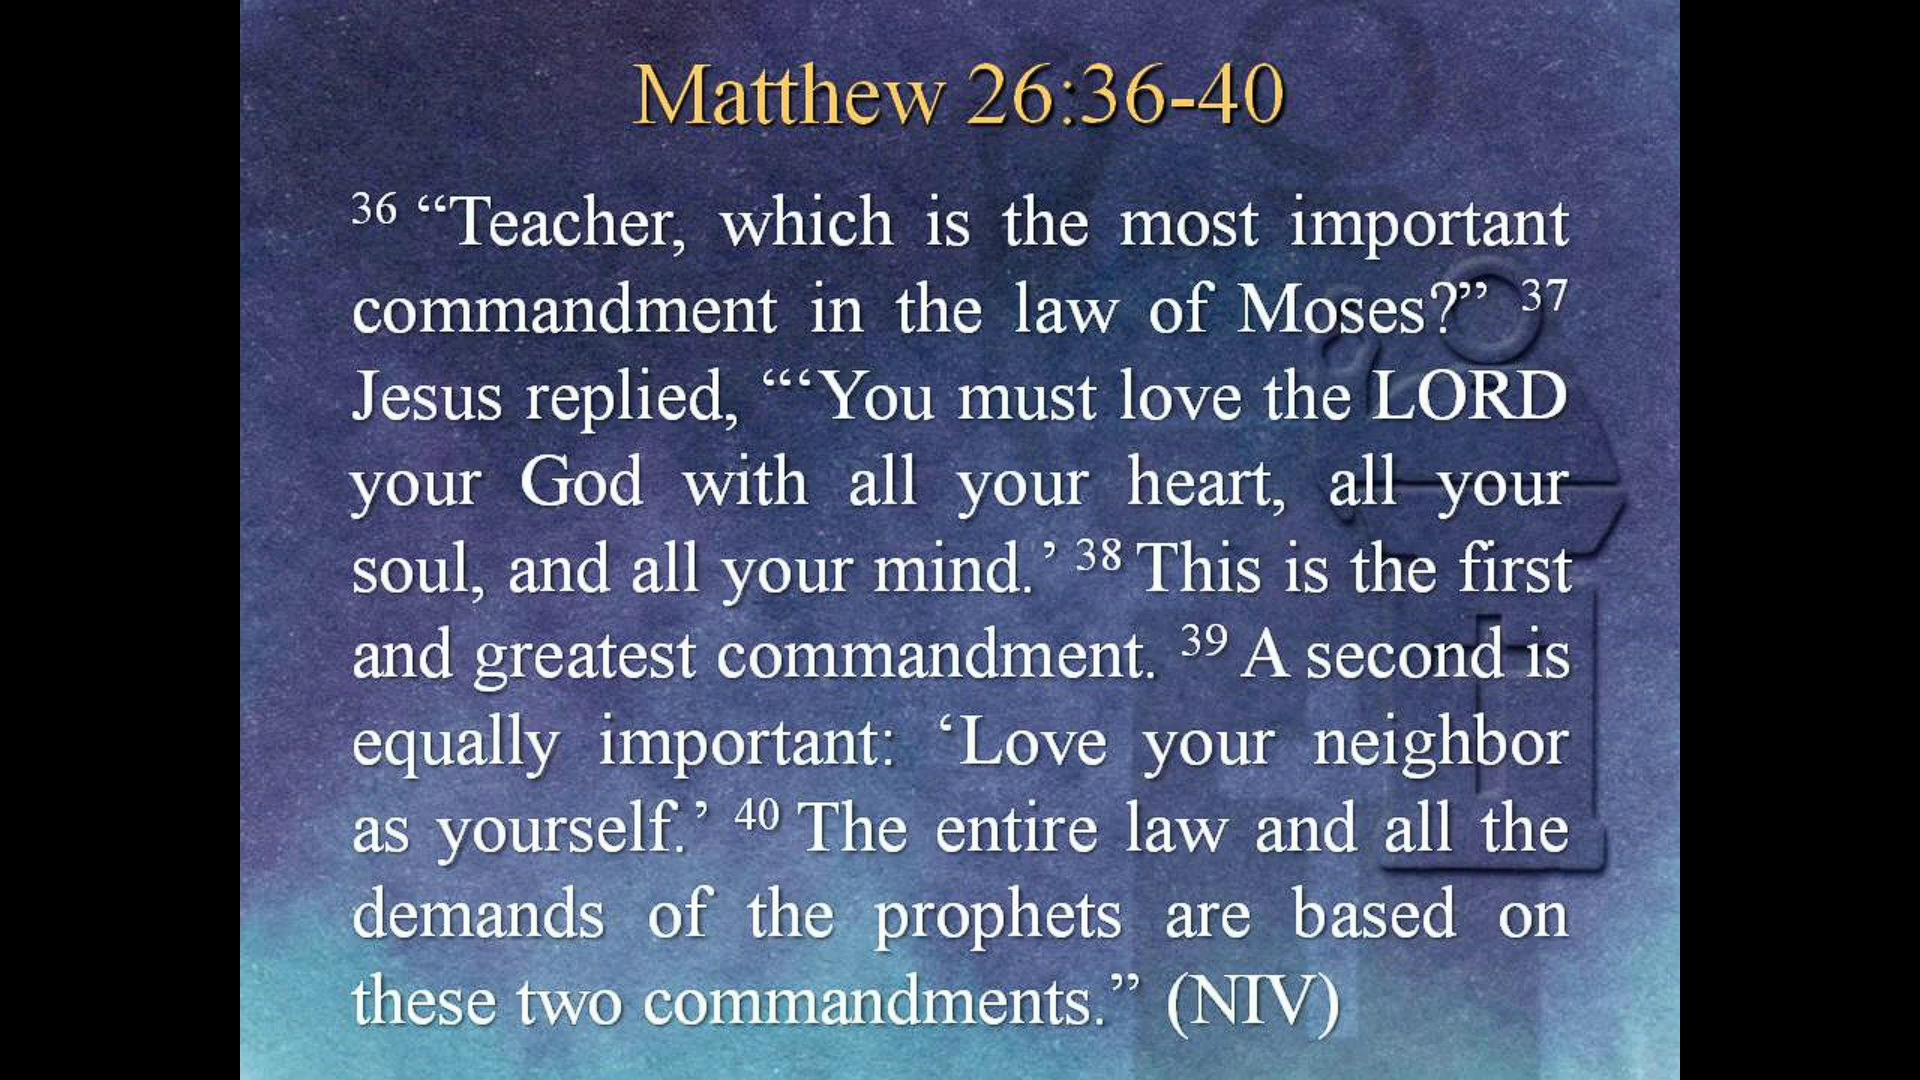 Matthew 26:36-40
36 “Teacher, which is the most important
commandment in the law of Moses?” 37
Jesus replied, “‘You must love the LORD
your God with all your heart, all your
soul, and all your mind.’ 38 This is the first
and greatest commandment. 39 A second is
equally important: ‘Love your neighbor
as yourself.’ 40 The entire law and all the
demands of the prophets are based on
these two commandments.” (NIV)